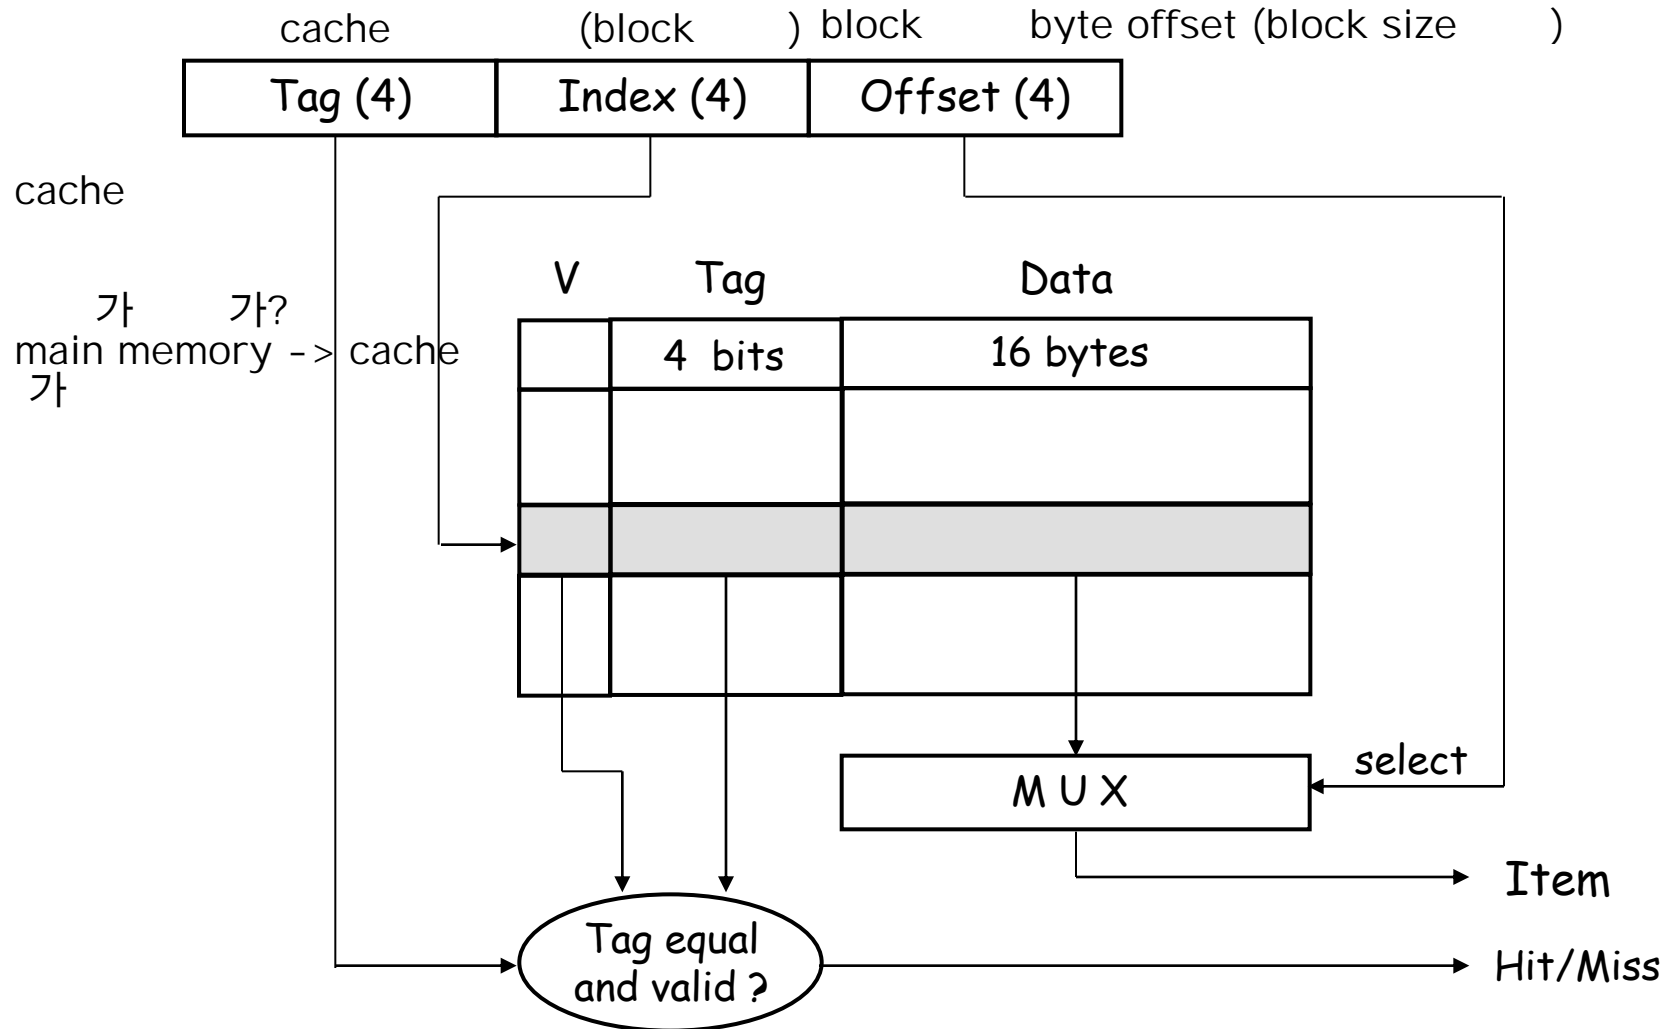 cache (block ) block byte offset (block size )
Tag (4) Index (4) Offset (4)
cache
V Tag Data
가 가?
main memory -> cache
가
4 bits 16 bytes
select
M U X
Item
Tag equal
and valid ?
Hit/Miss